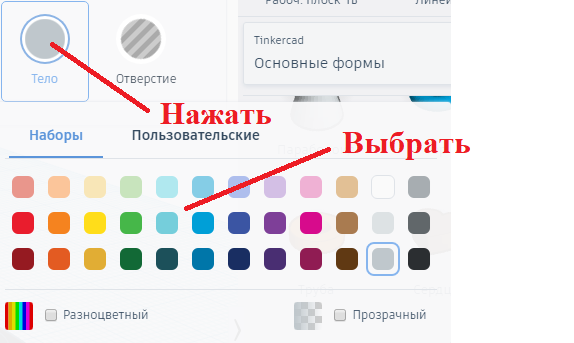 Рабоч. плоск ть
Линей
Tinkercad
Основные формы
Тело
Отверстие
Нажать
Наборы
Пользовательские
Выбрать
Разноцветный
Прозрачный